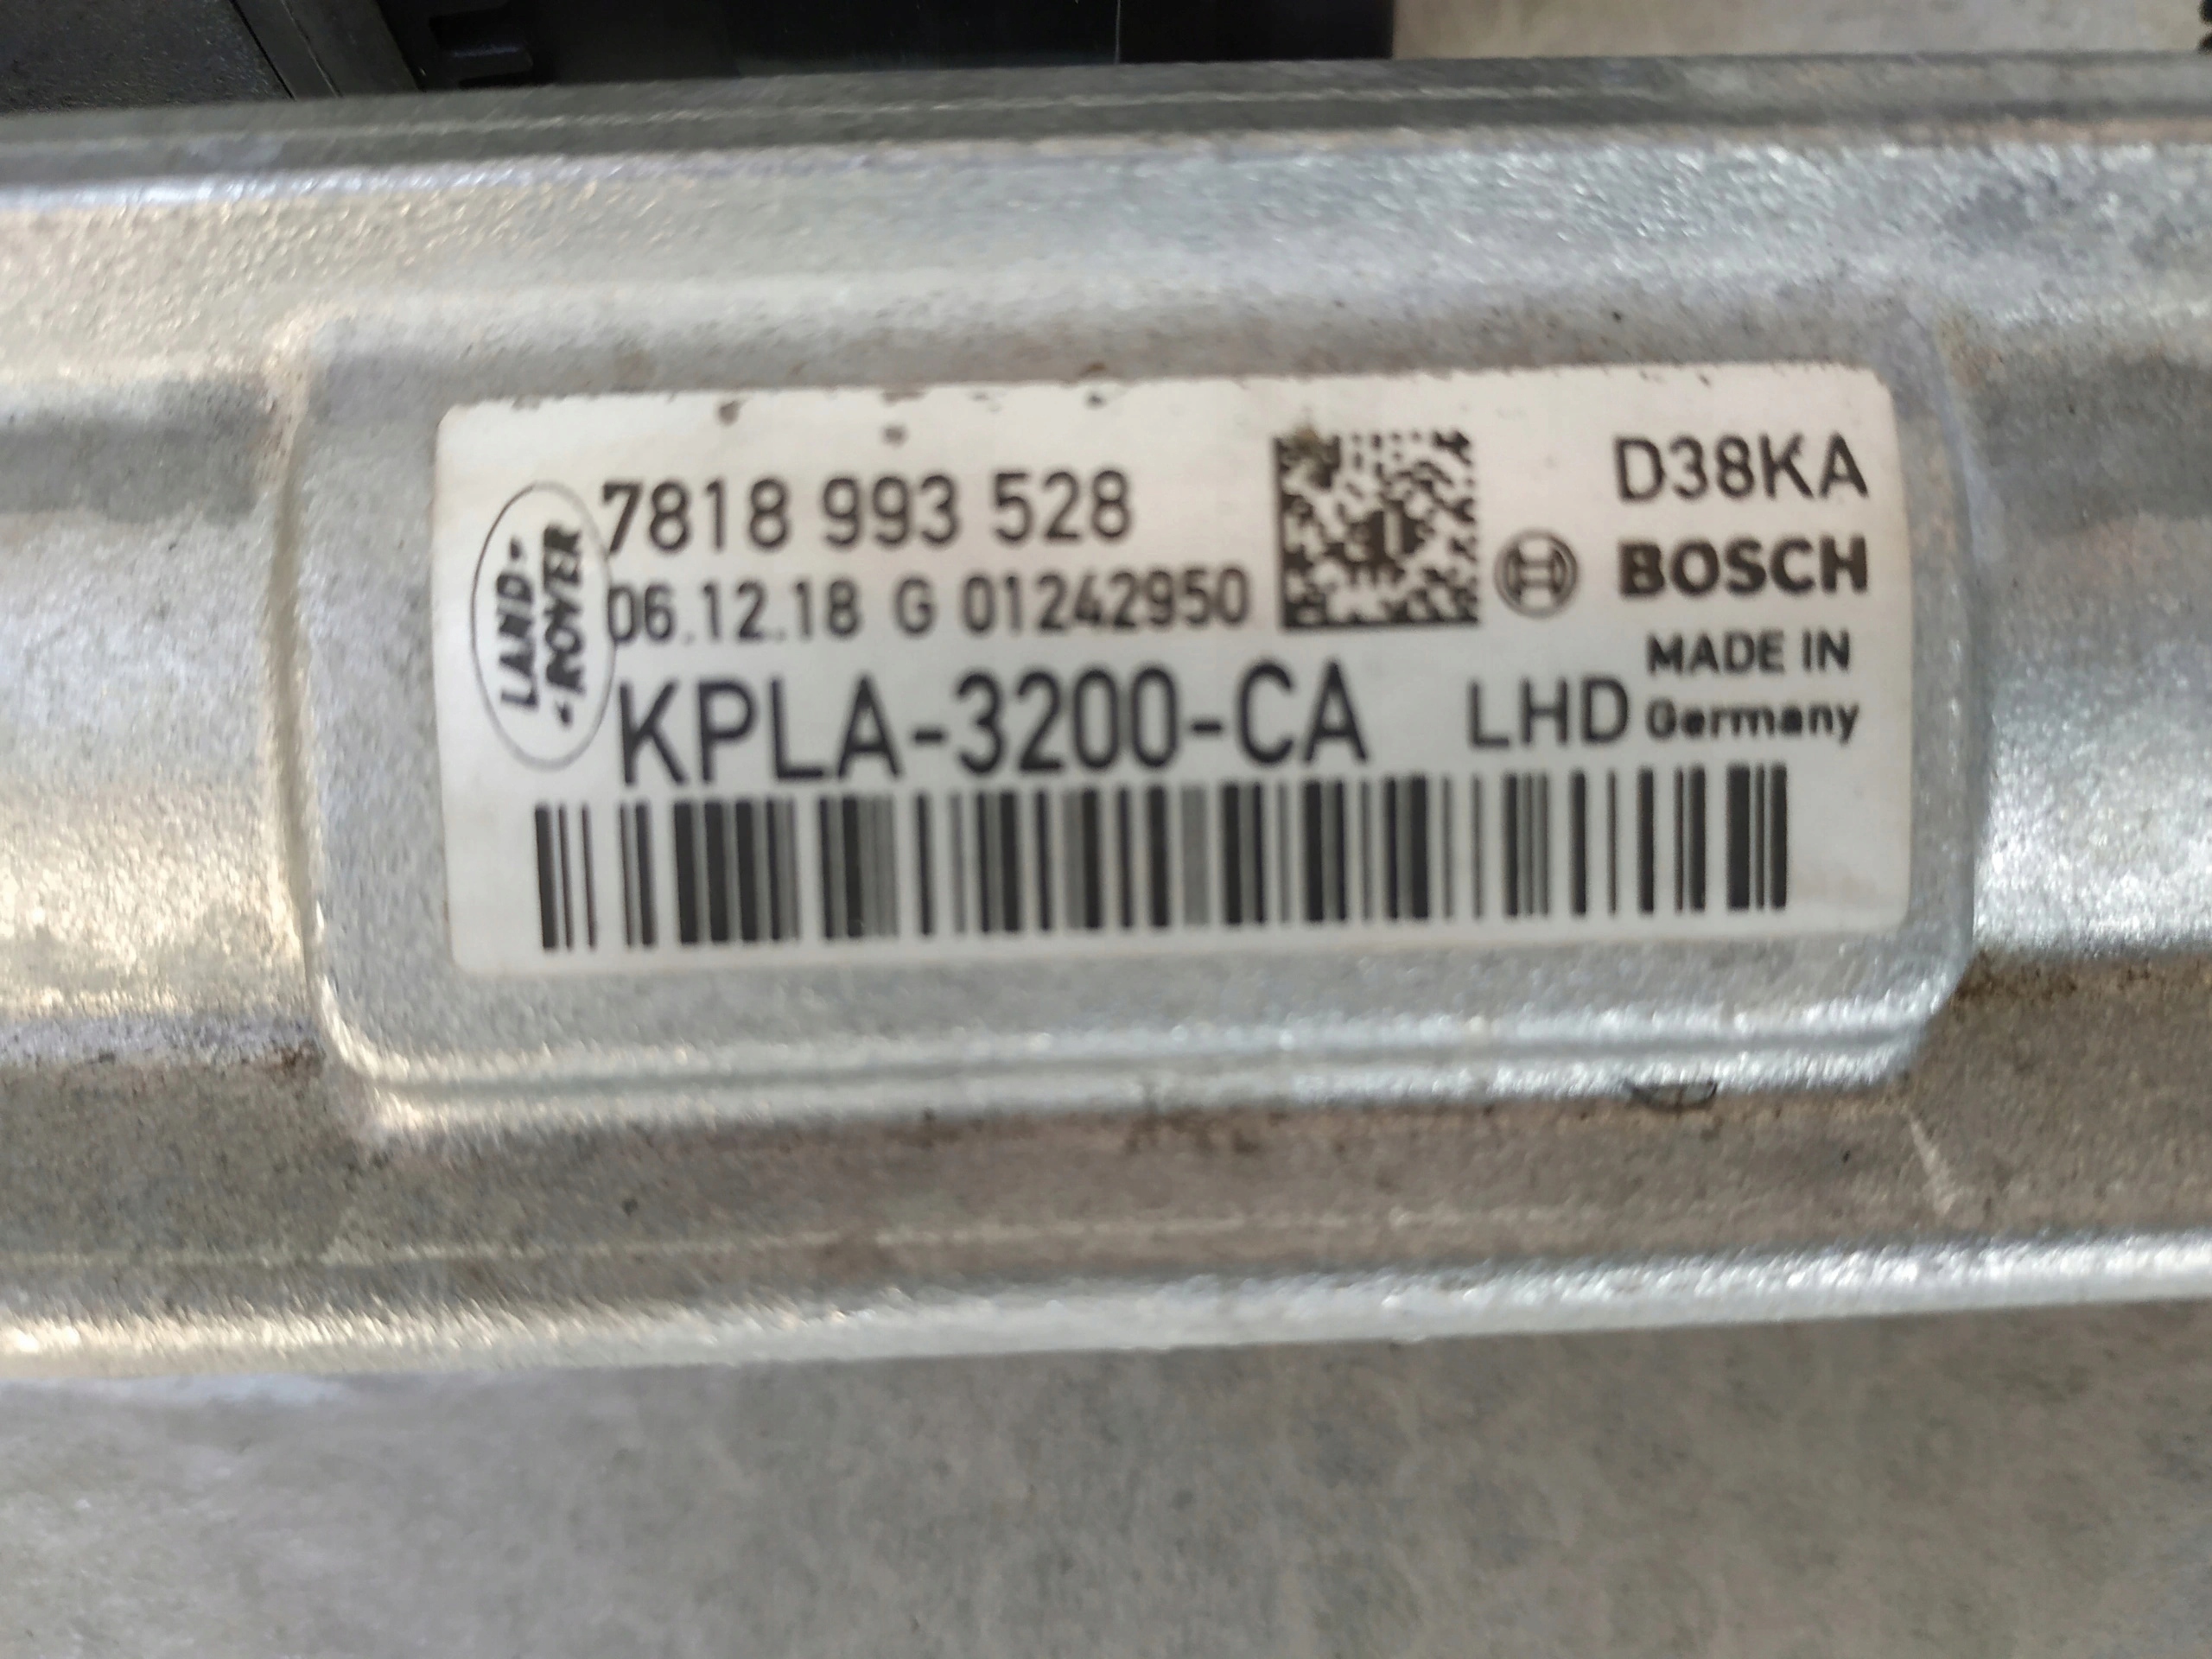 LAND-
-ROVER
7818 993 528
06.12.18 G 01242950
KPLA-3200-CA LHD
D38KA
BOSCH
MADE IN
Germany